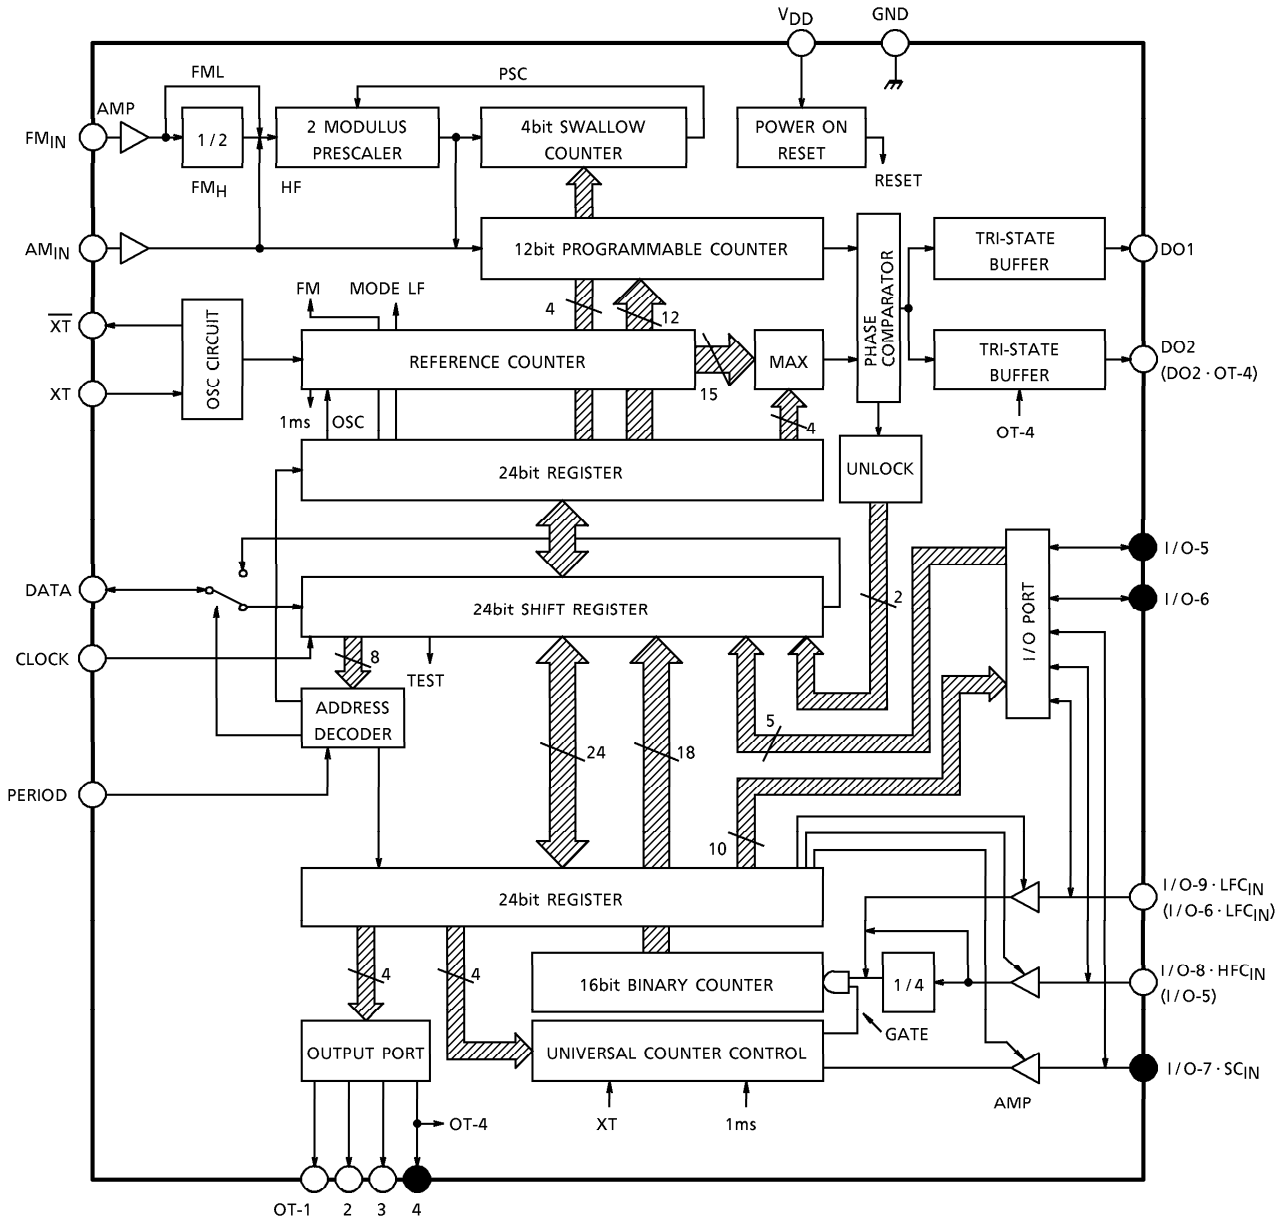 VDD
GND
FML
PSC
AMP
FMIN
1/2
2 MODULUS
PRESCALER
4bit SWALLOW
COUNTER
POWER ON
RESET
RESET
FMH
HF
AMIN
12bit PROGRAMMABLE COUNTER
PHASE
COMPARATOR
TRI-STATE
BUFFER
DO1
FM
MODE LF
4
12
XT
OSC CIRCUIT
REFERENCE COUNTER
15
MAX
TRI-STATE
BUFFER
DO2
(DO2·OT-4)
XT
1ms
OSC
4
OT-4
24bit REGISTER
UNLOCK
I/O-5
DATA
24bit SHIFT REGISTER
2
I/O PORT
I/O-6
CLOCK
8
TEST
ADDRESS
DECODER
5
24
18
PERIOD
10
24bit REGISTER
I/O-9·LFCIN
(I/O-6·LFCIN)
4
4
16bit BINARY COUNTER
1/4
I/O-8·HFCIN
(I/O-5)
GATE
OUTPUT PORT
UNIVERSAL COUNTER CONTROL
I/O-7·SCIN
AMP
OT-4
XT
1ms
OT-1
2
3
4